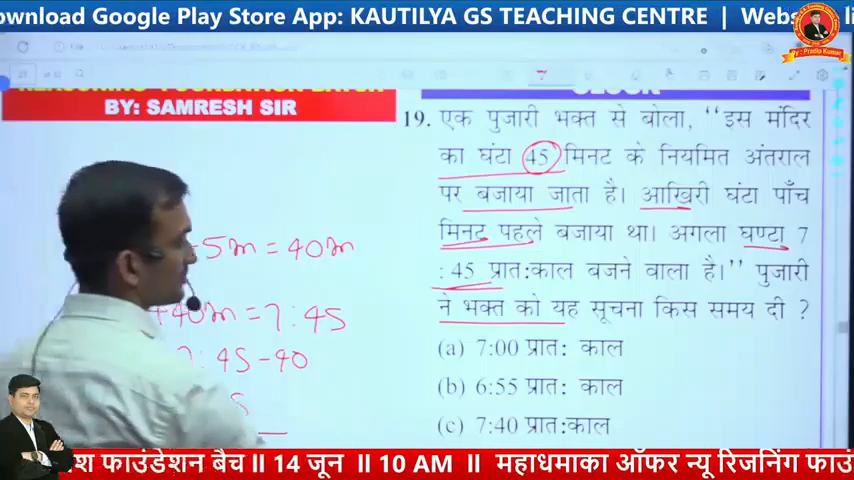 ownload Google Play Store App: KAUTILYA GS TEACHING CENTRE | Webs
By : Pratip Kumar
BY: SAMRESH SIR
19. एक पुजारी भक्त से बोला, ‘‘इस मंदिर
का घंटा 45 मिनट के नियमित अंतराल
पर बजाया जाता है। आखिरी घंटा पाँच
मिनट पहले बजाया था। अगला घण्टा 7
: 45 प्रात:काल बजने वाला है।’’ पुजारी
ने भक्त को यह सूचना किस समय दी ?
(a) 7:00 प्रात: काल
(b) 6:55 प्रात: काल
(c) 7:40 प्रात:काल
-5m = 40m
+40m = 7:45
: 45 - 40
श फाउंडेशन बैच II 14 जून II 10 AM II महाधमाका ऑफर न्यू रिजनिंग फाउं